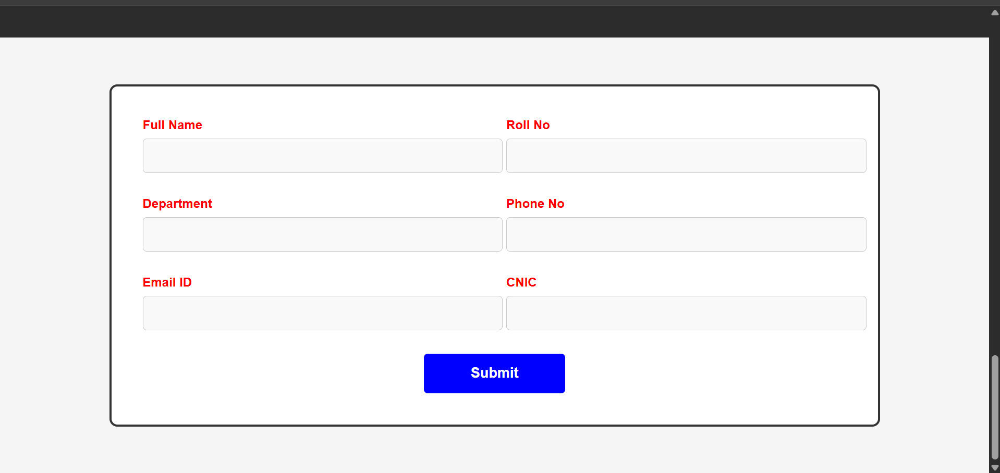 Full Name
Roll No
Department
Phone No
Email ID
CNIC
Submit